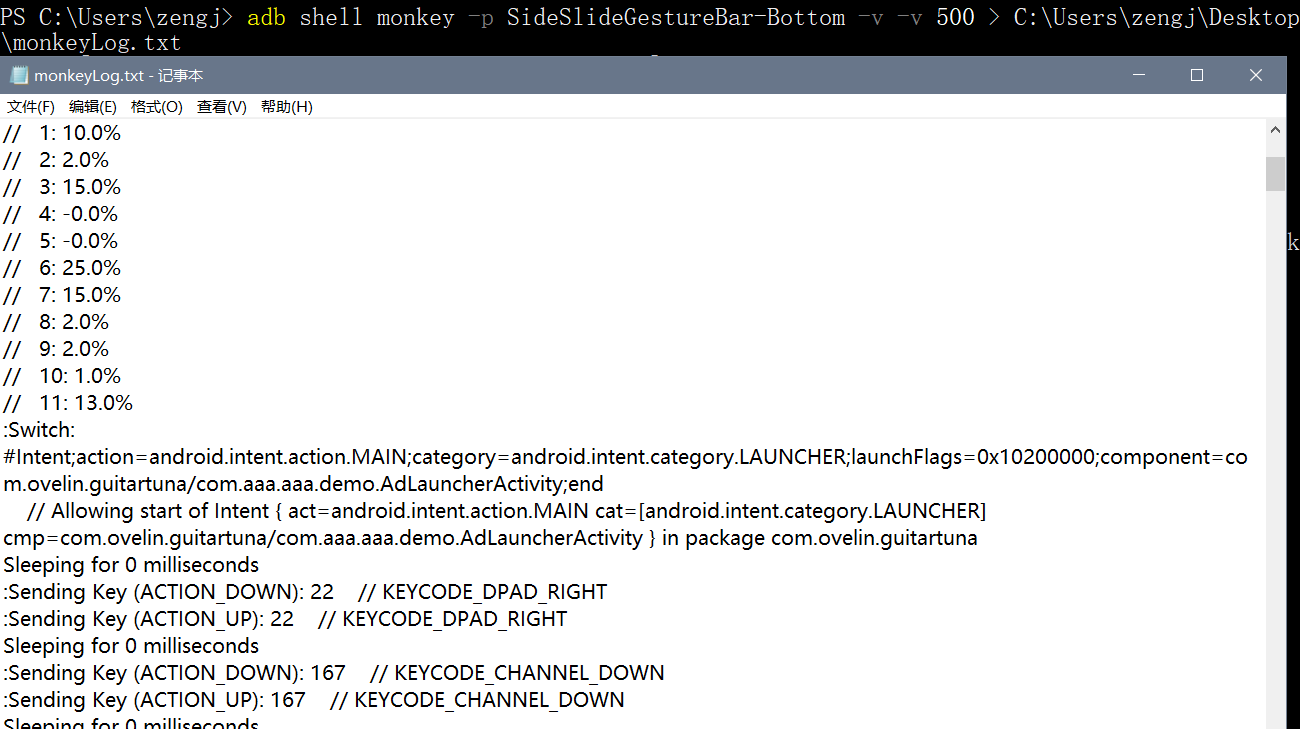 PS C:\Users\zengj> adb shell monkey -p SideSlideGestureBar-Bottom -v -v 500 > C:\Users\zengj\Desktop
\monkeyLog.txt
monkeyLog.txt - 记事本
文件(F) 编辑(E) 格式(O) 查看(V) 帮助(H)
// 1: 10.0%
// 2: 2.0%
// 3: 15.0%
// 4: -0.0%
// 5: -0.0%
k
// 6: 25.0%
// 7: 15.0%
// 8: 2.0%
// 9: 2.0%
// 10: 1.0%
// 11: 13.0%
:Switch:
#Intent;action=android.intent.action.MAIN;category=android.intent.category.LAUNCHER;launchFlags=0x10200000;component=co
m.ovelin.guitartuna/com.aaa.aaa.demo.AdLauncherActivity;end
// Allowing start of Intent { act=android.intent.action.MAIN cat=[android.intent.category.LAUNCHER]
cmp=com.ovelin.guitartuna/com.aaa.aaa.demo.AdLauncherActivity } in package com.ovelin.guitartuna
Sleeping for 0 milliseconds
:Sending Key (ACTION_DOWN): 22 // KEYCODE_DPAD_RIGHT
:Sending Key (ACTION_UP): 22 // KEYCODE_DPAD_RIGHT
Sleeping for 0 milliseconds
:Sending Key (ACTION_DOWN): 167 // KEYCODE_CHANNEL_DOWN
:Sending Key (ACTION_UP): 167 // KEYCODE_CHANNEL_DOWN
Sleeping for 0 milliseconds